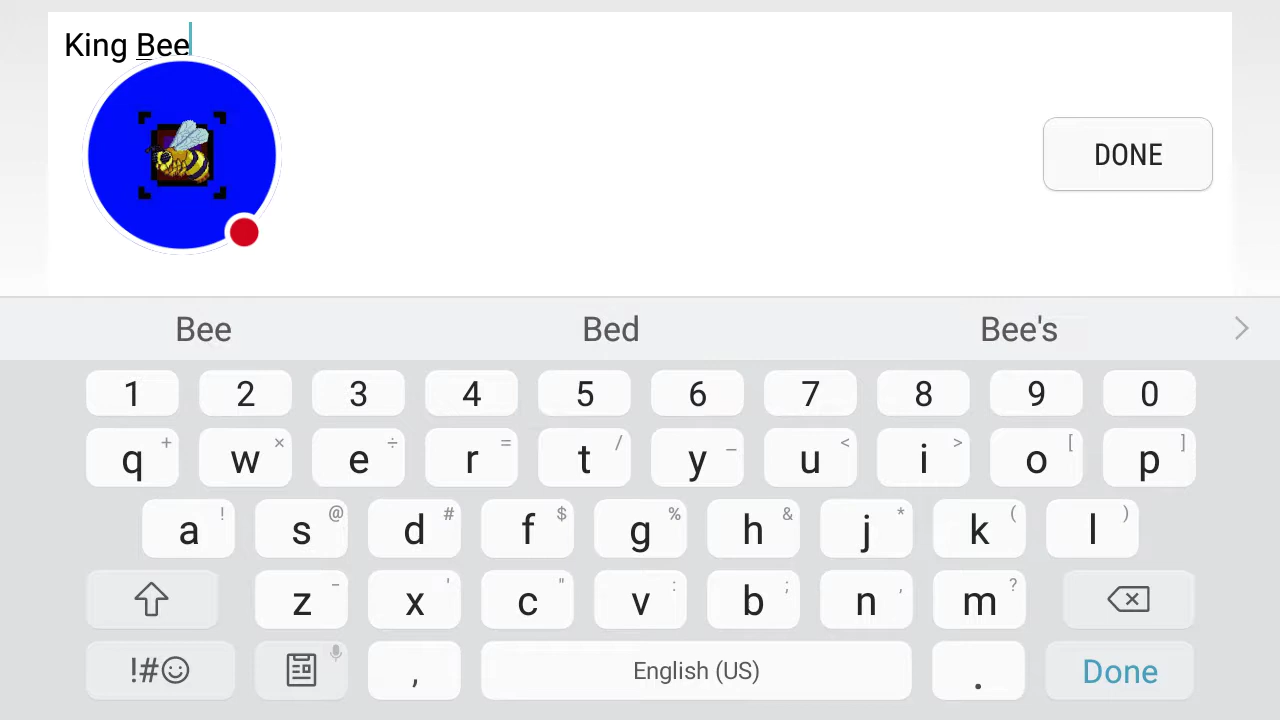 King Bee
DONE
Bee Bed Bee's
1 2 3 4 5 6 7 8 9 0
q + w × e ÷ r = t / y _ u < i > o [ p ]
a ! s @ d # f $ g % h & j * k ( l )
z - x ' c " v : b ; n , m ?
!#☺ , English (US) . Done